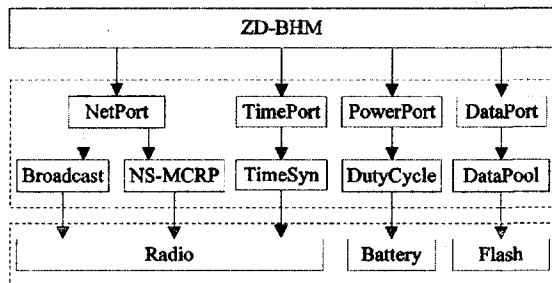 ZD-BHM
NetPort TimePort PowerPort DataPort
Broadcast NS-MCRP TimeSyn DutyCycle DataPool
Radio Battery Flash